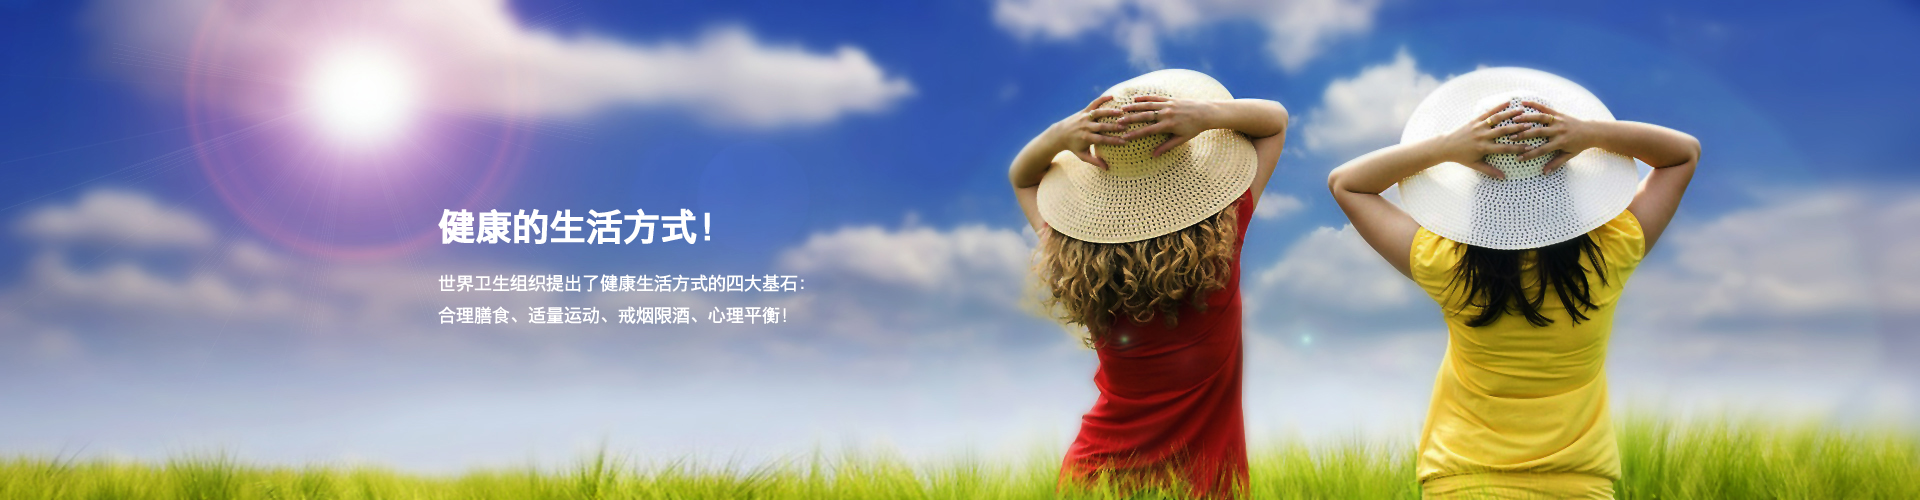 健康的生活方式！
世界卫生组织提出了健康生活方式的四大基石：
合理膳食、适量运动、戒烟限酒、心理平衡！